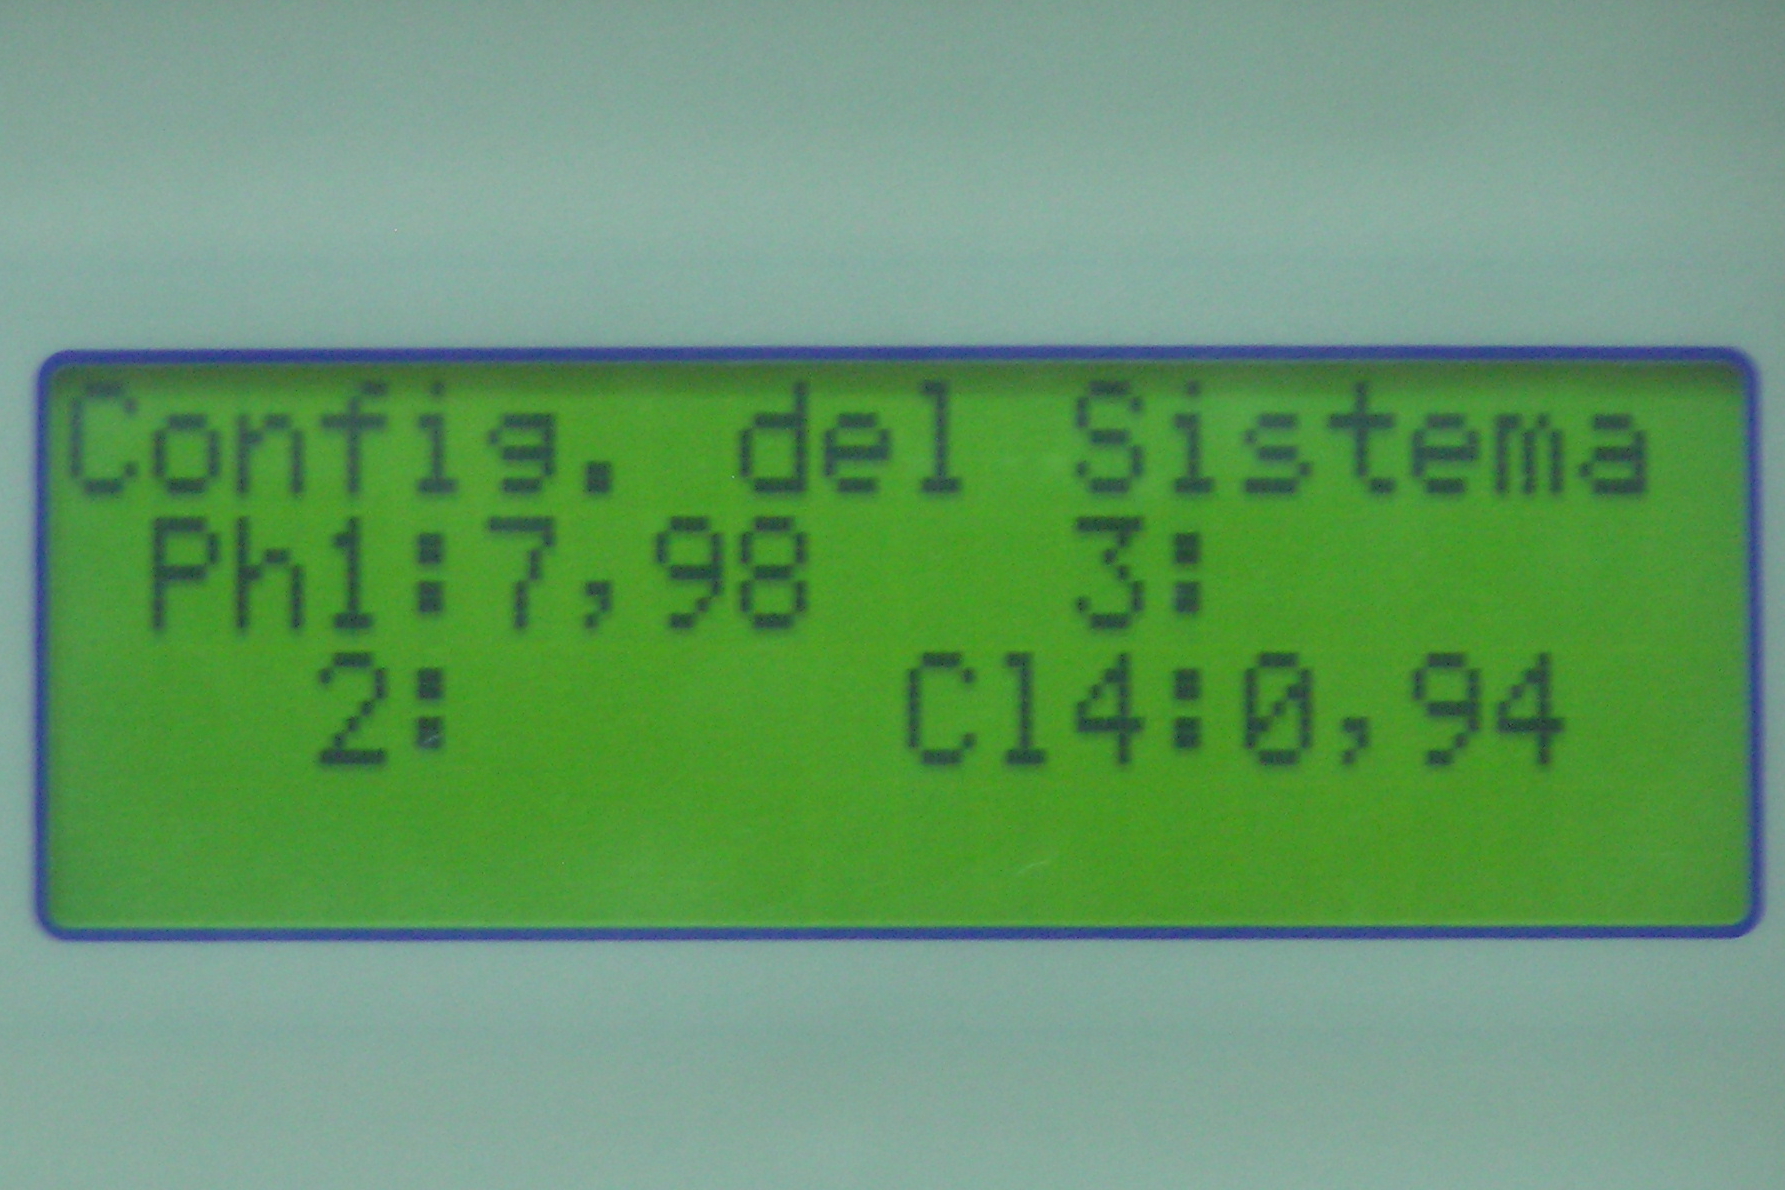 Config. del Sistema
Ph1:7,98 3:
2: Cl4:0,94